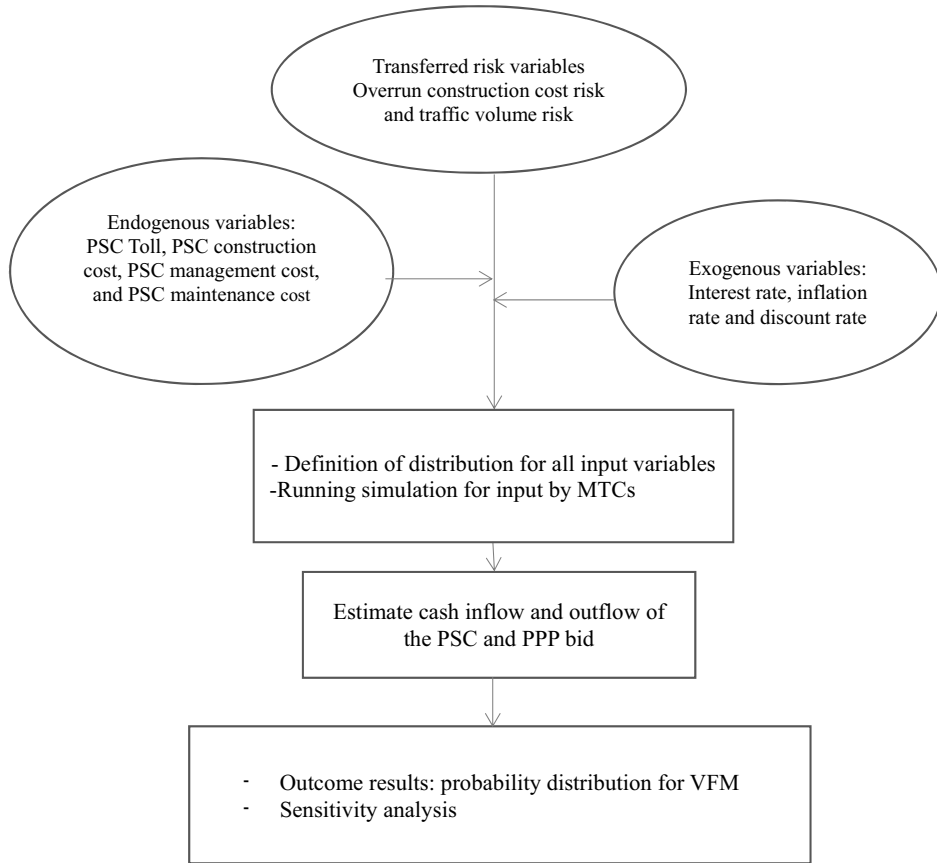 Transferred risk variables
Overrun construction cost risk
and traffic volume risk
Endogenous variables:
PSC Toll, PSC construction
cost, PSC management cost,
and PSC maintenance cost
Exogenous variables:
Interest rate, inflation
rate and discount rate
- Definition of distribution for all input variables
-Running simulation for input by MTCs
Estimate cash inflow and outflow of
the PSC and PPP bid
- Outcome results: probability distribution for VFM
- Sensitivity analysis